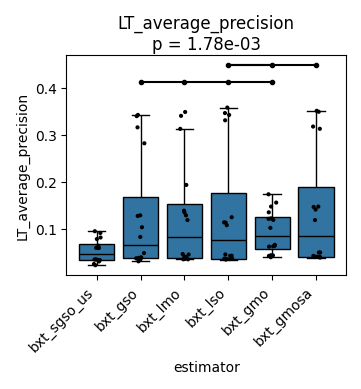 LT_average_precision
p = 1.78e-03
LT_average_precision
0.4
0.3
0.2
0.1
bxt_sgso_us
bxt_gso
bxt_lmo
bxt_lso
bxt_gmo
bxt_gmosa
estimator